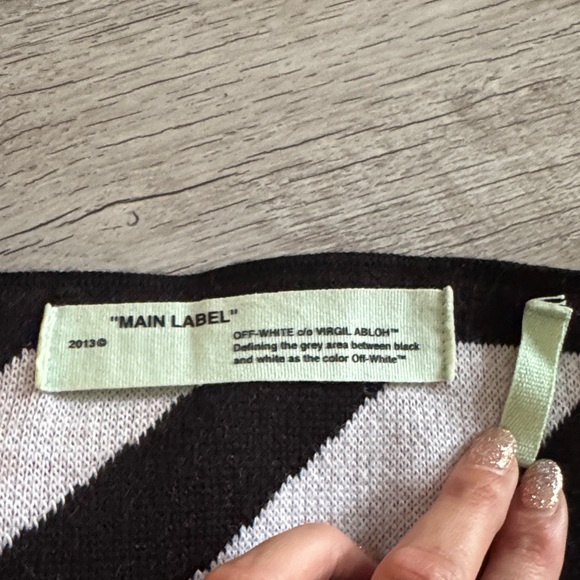 "MAIN LABEL"
2013©
OFF-WHITE c/o VIRGIL ABLOH™
Defining the grey area between black
and white as the color Off-White™